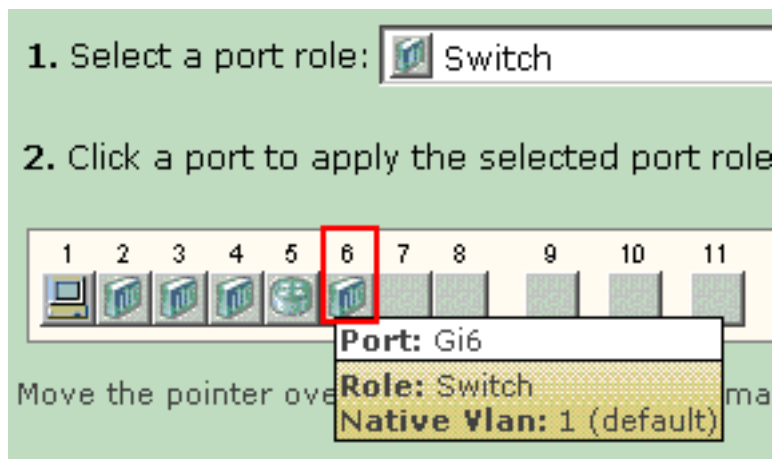 1. Select a port role: Switch
2. Click a port to apply the selected port role
1 2 3 4 5 6 7 8 9 10 11
Port: Gi6
Role: Switch
Native Vlan: 1 (default)
Move the pointer ove ma